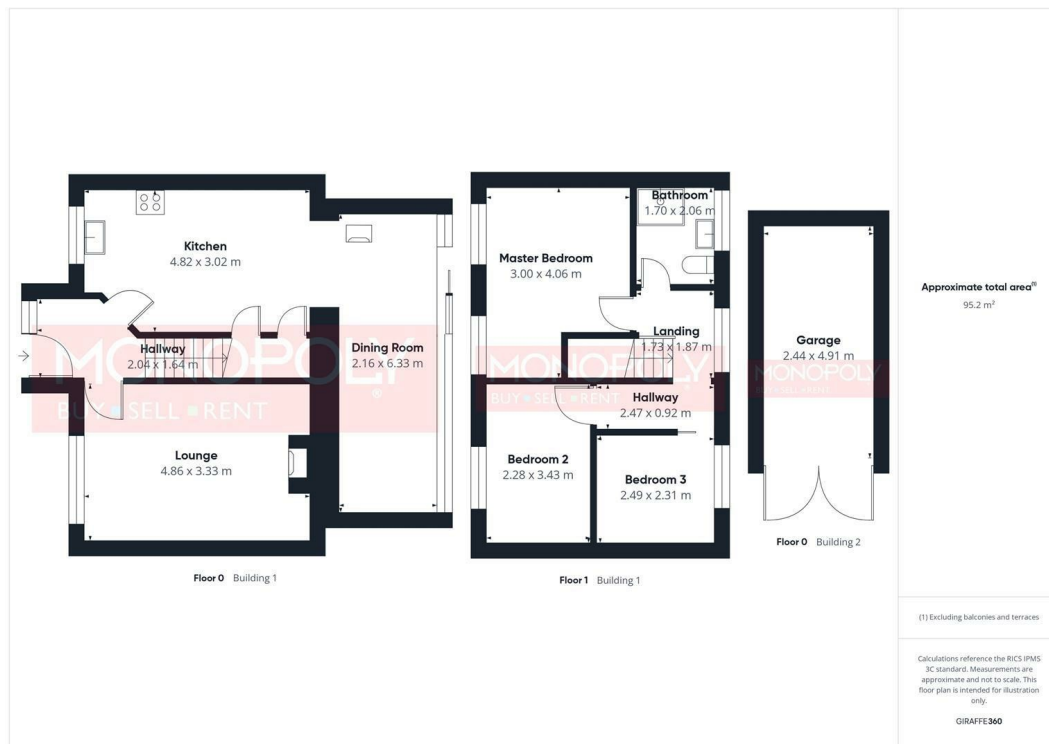 Kitchen
4.82 x 3.02 m
Hallway
2.04 x 1.64 m
Dining Room
2.16 x 6.33 m
Lounge
4.86 x 3.33 m
MONOPOLY
BUY SELL RENT
®
Floor 0 Building 1
Bathroom
1.70 x 2.06 m
Master Bedroom
3.00 x 4.06 m
Landing
1.73 x 1.87 m
MONOPOLY
BUY SELL RENT
Hallway
2.47 x 0.92 m
Bedroom 2
2.28 x 3.43 m
Bedroom 3
2.49 x 2.31 m
Floor 1 Building 1
Garage
2.44 x 4.91 m
MONOPOLY
BUY SELL RENT
Floor 0 Building 2
Approximate total area(1)
95.2 m²
(1) Excluding balconies and terraces
Calculations reference the RICS IPMS
3C standard. Measurements are
approximate and not to scale. This
floor plan is intended for illustration
only.
GIRAFFE360